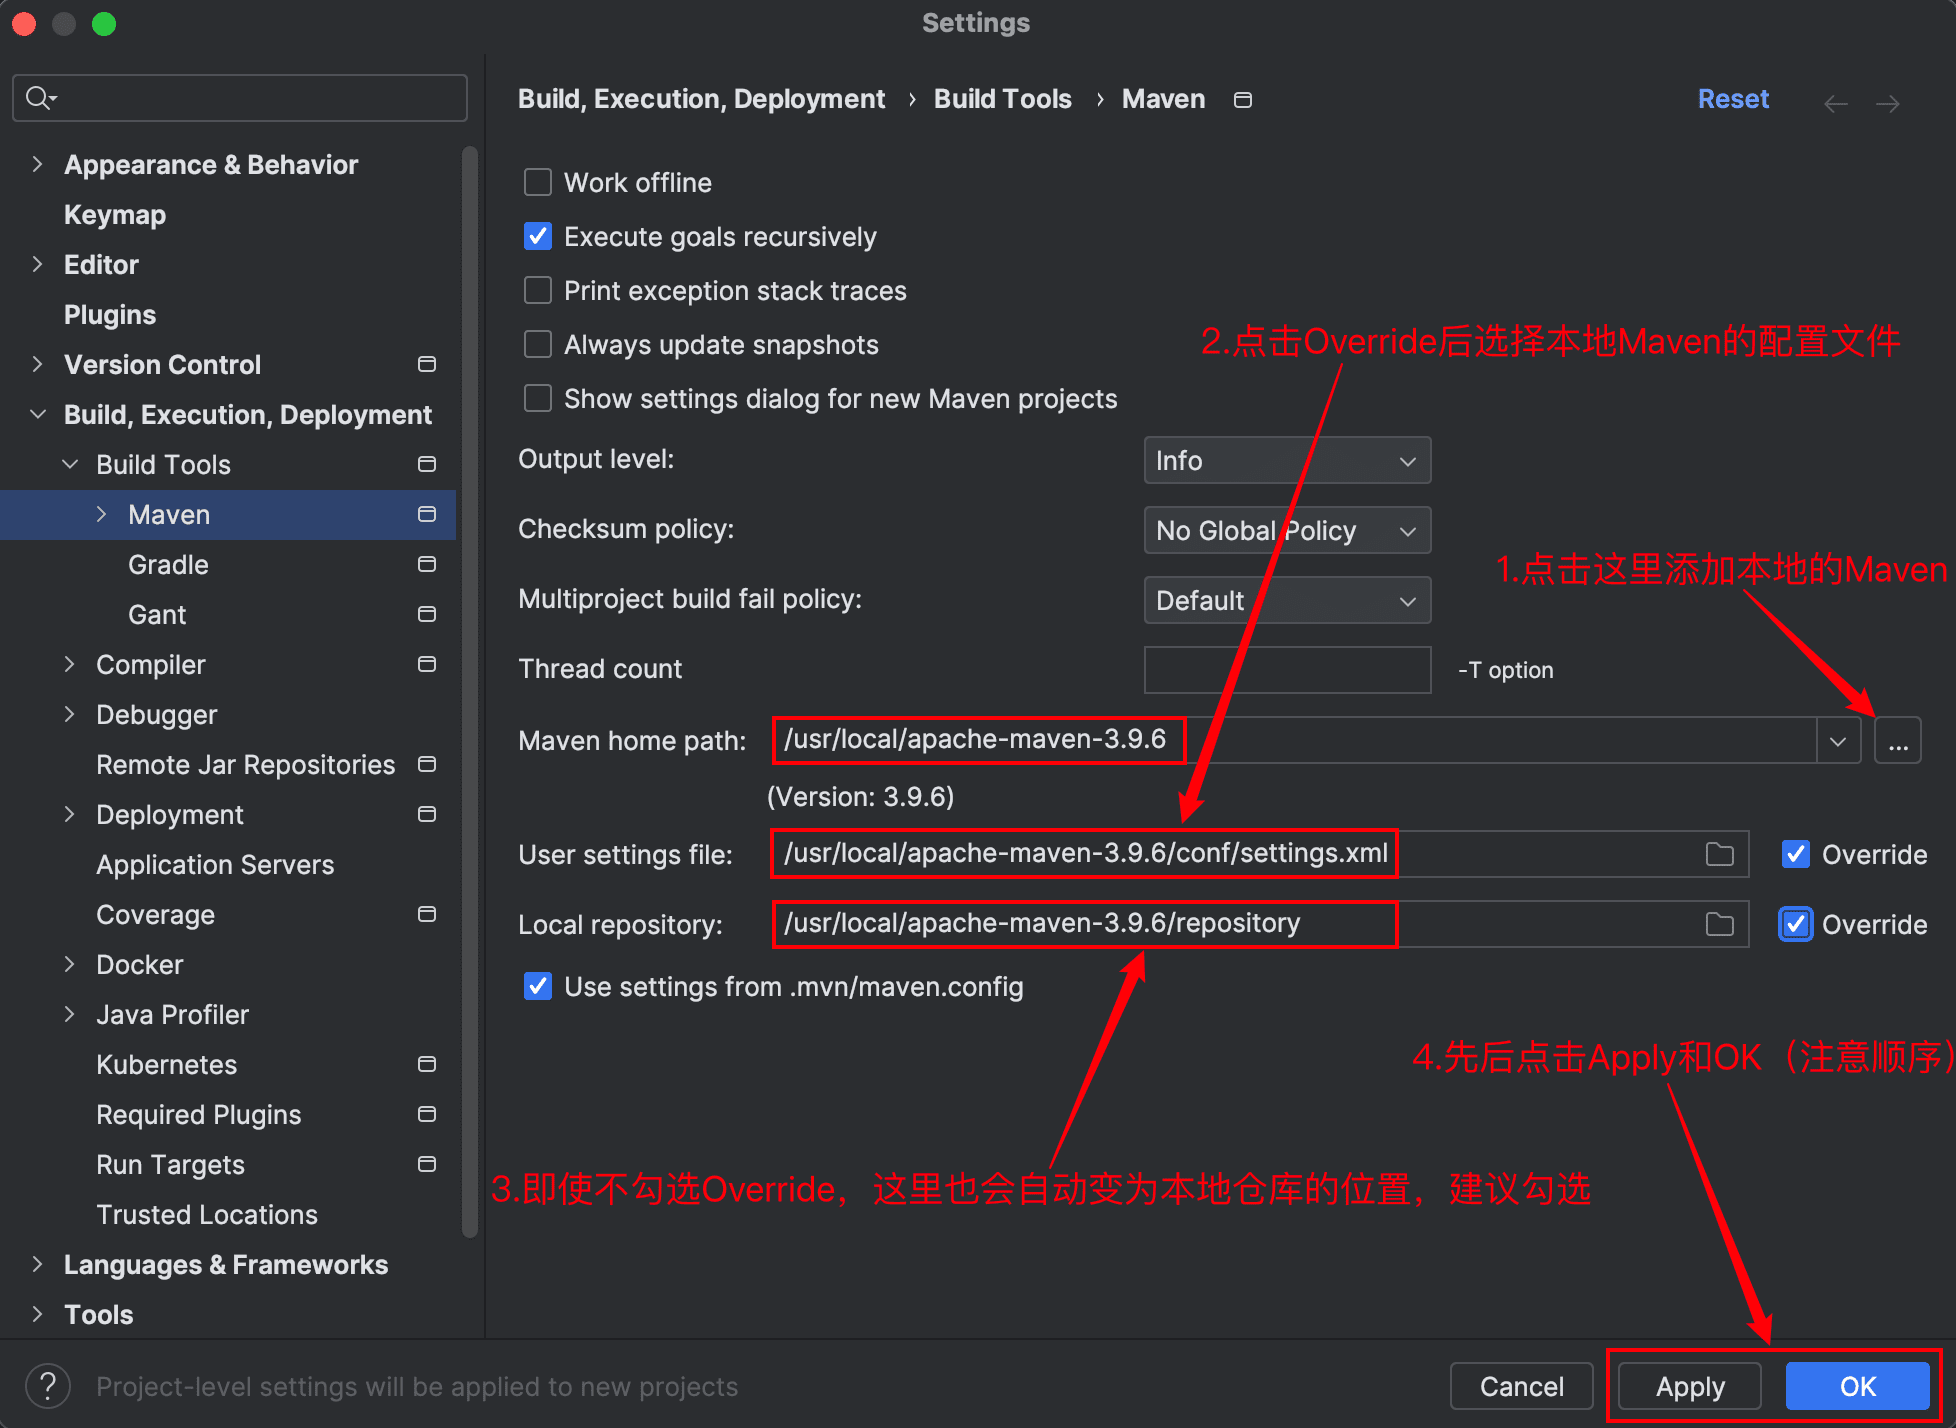 Settings
Appearance & Behavior
Keymap
Editor
Plugins
Version Control
Build, Execution, Deployment
Build Tools
Maven
Gradle
Gant
Compiler
Debugger
Remote Jar Repositories
Deployment
Application Servers
Coverage
Docker
Java Profiler
Kubernetes
Required Plugins
Run Targets
Trusted Locations
Languages & Frameworks
Tools
Build, Execution, Deployment › Build Tools › Maven
Reset
Work offline
Execute goals recursively
Print exception stack traces
Always update snapshots
2.点击Override后选择本地Maven的配置文件
Show settings dialog for new Maven projects
Output level: Info
Checksum policy: No Global Policy
1.点击这里添加本地的Maven
Multiproject build fail policy: Default
Thread count -T option
Maven home path: /usr/local/apache-maven-3.9.6 ...
(Version: 3.9.6)
User settings file: /usr/local/apache-maven-3.9.6/conf/settings.xml Override
Local repository: /usr/local/apache-maven-3.9.6/repository Override
Use settings from .mvn/maven.config
4.先后点击Apply和OK（注意顺序）
3.即使不勾选Override，这里也会自动变为本地仓库的位置，建议勾选
? Project-level settings will be applied to new projects
Cancel Apply OK